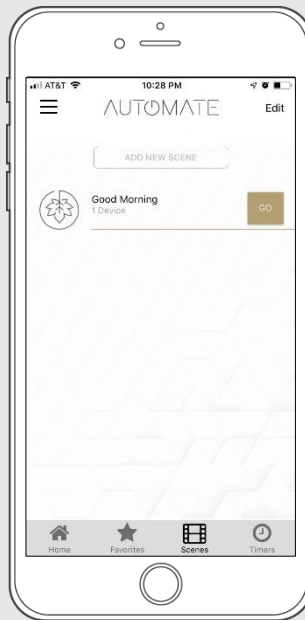 AT&T 10:28 PM
AUTOMATE Edit
ADD NEW SCENE
Good Morning
1 Device
GO
Home Favorites Scenes Timers